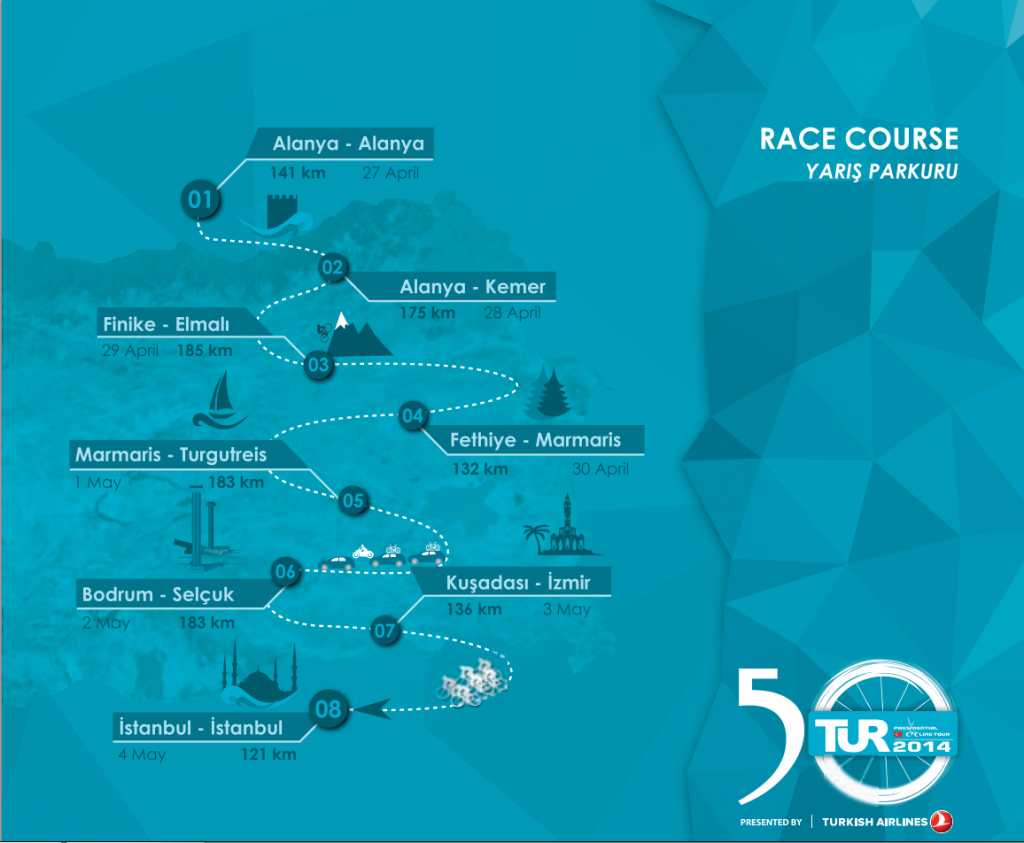 RACE COURSE
YARIŞ PARKURU
Alanya - Alanya
141 km 27 April
01
02
Alanya - Kemer
175 km 28 April
Finike - Elmalı
29 April 185 km
03
04
Fethiye - Marmaris
132 km 30 April
Marmaris - Turgutreis
1 May 183 km
05
06
Bodrum - Selçuk
2 May 183 km
Kuşadası - İzmir
136 km 3 May
07
08
İstanbul - İstanbul
4 May 121 km
50
TUR
PRESIDENTIAL
LING TOUR
2014
PRESENTED BY | TURKISH AIRLINES